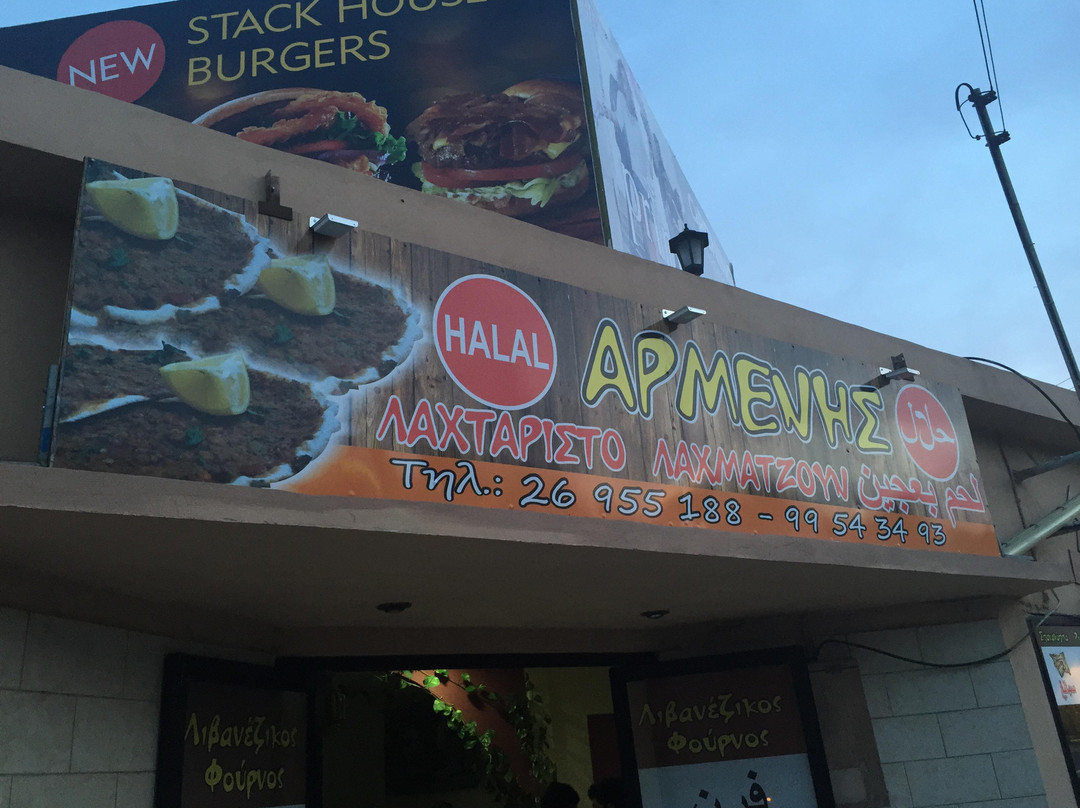 NEW
STACK HOUSE
BURGERS
HALAL
ΑΡΜΕΝΗΣ
حلال
ΛΑΧΤΑΡΙΣΤΟ ΛΑΧΜΑΤΖΟΥΝ لحم بعجين
Τηλ.: 26 955 188 - 99 54 34 93
Λιβανέζικος
Φούρνος
Λιβανέζικος
Φούρνος